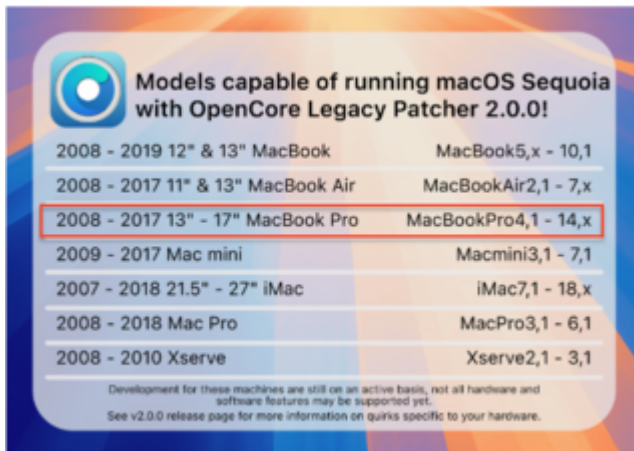 Models capable of running macOS Sequoia
with OpenCore Legacy Patcher 2.0.0!
2008 - 2019 12" & 13" MacBook MacBook5,x - 10,1
2008 - 2017 11" & 13" MacBook Air MacBookAir2,1 - 7,x
2008 - 2017 13" - 17" MacBook Pro MacBookPro4,1 - 14,x
2009 - 2017 Mac mini Macmini3,1 - 7,1
2007 - 2018 21.5" - 27" iMac iMac7,1 - 18,x
2008 - 2018 Mac Pro MacPro3,1 - 6,1
2008 - 2010 Xserve Xserve2,1 - 3,1
Development for these machines are still on an active basis, not all hardware and
software features may be supported yet.
See v2.0.0 release page for more information on quirks specific to your hardware.